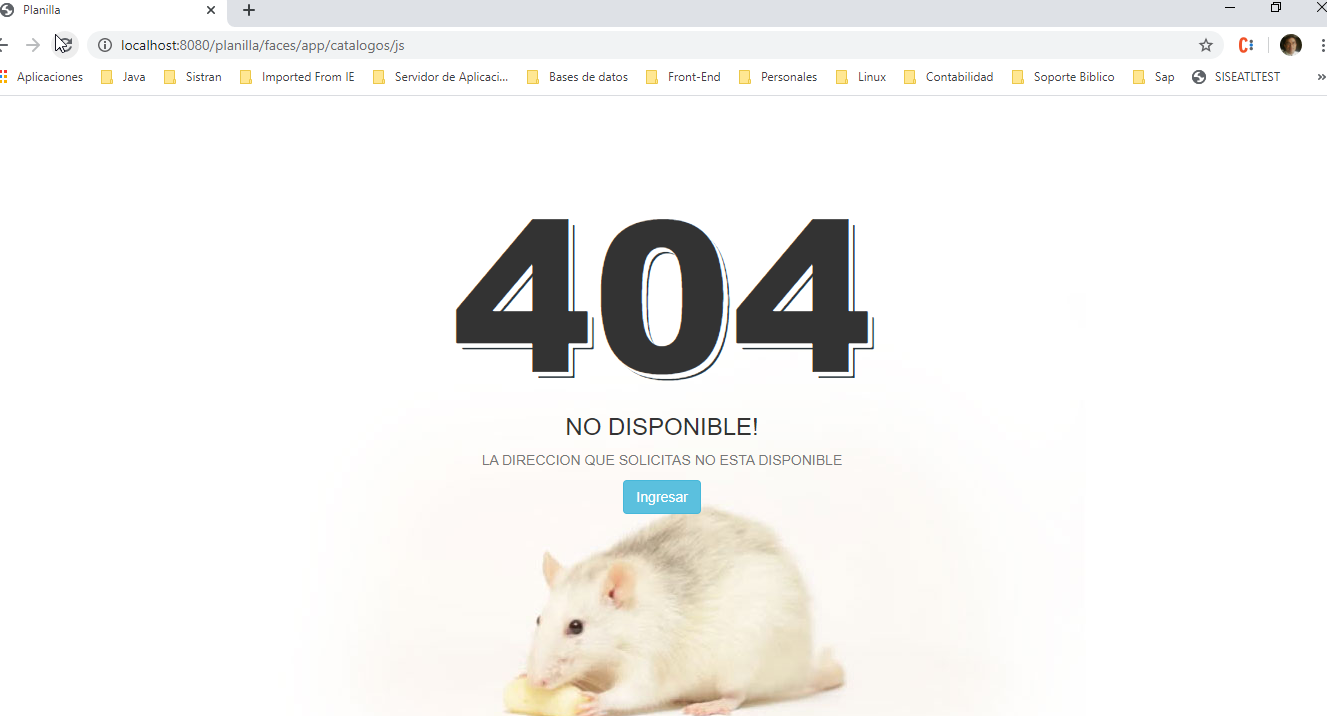 Planilla
localhost:8080/planilla/faces/app/catalogos/js
Aplicaciones Java Sistran Imported From IE Servidor de Aplicaci... Bases de datos Front-End Personales Linux Contabilidad Soporte Biblico Sap SISEATLTEST »
404
NO DISPONIBLE!
LA DIRECCION QUE SOLICITAS NO ESTA DISPONIBLE
Ingresar